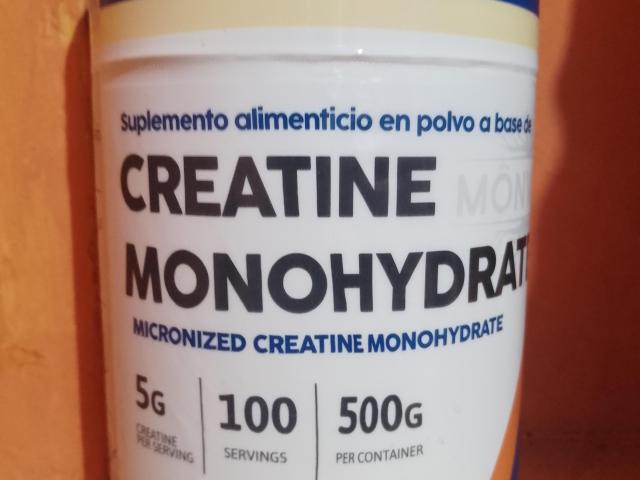 Suplemento alimenticio en polvo a base de
CREATINE
MONOHYDRAT
MICRONIZED CREATINE MONOHYDRATE
5G
CREATINE
PER SERVING
100
SERVINGS
500G
PER CONTAINER